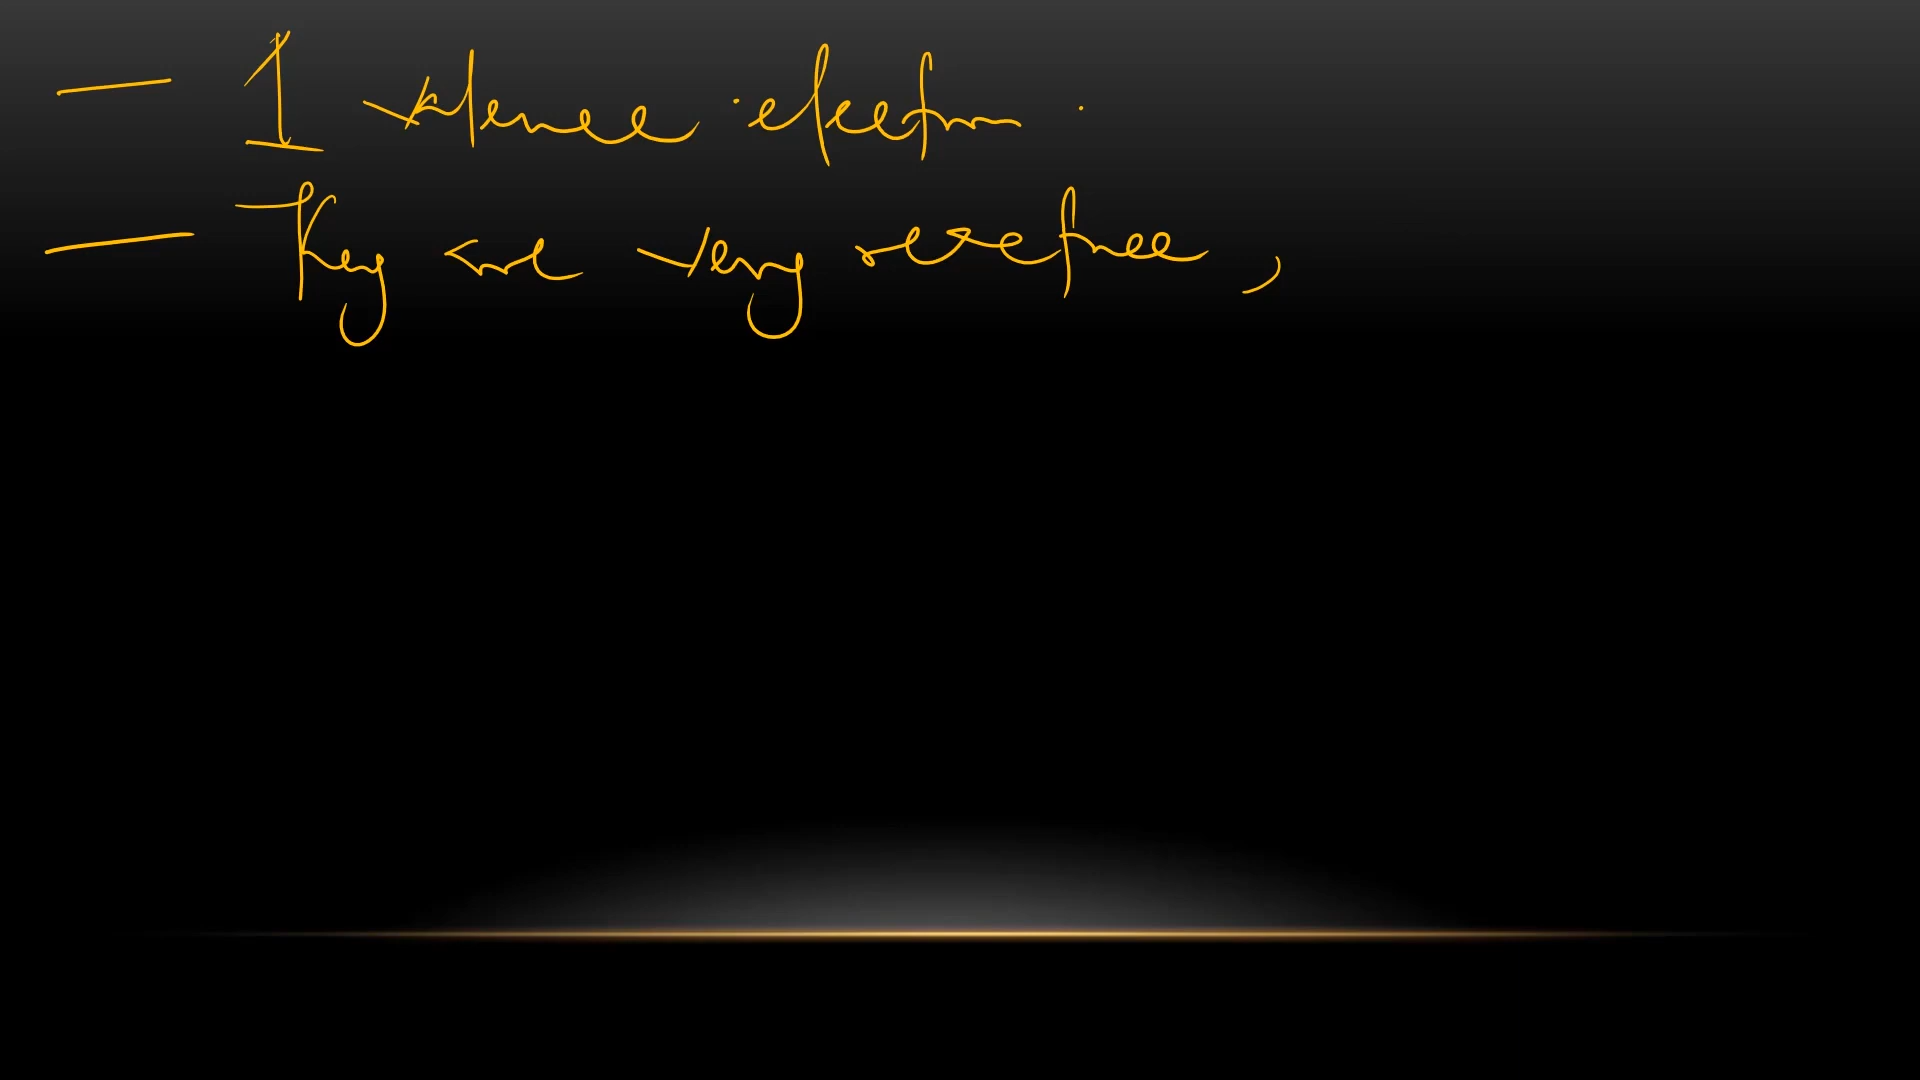 — 1 valence electron.
— They are very reactive,